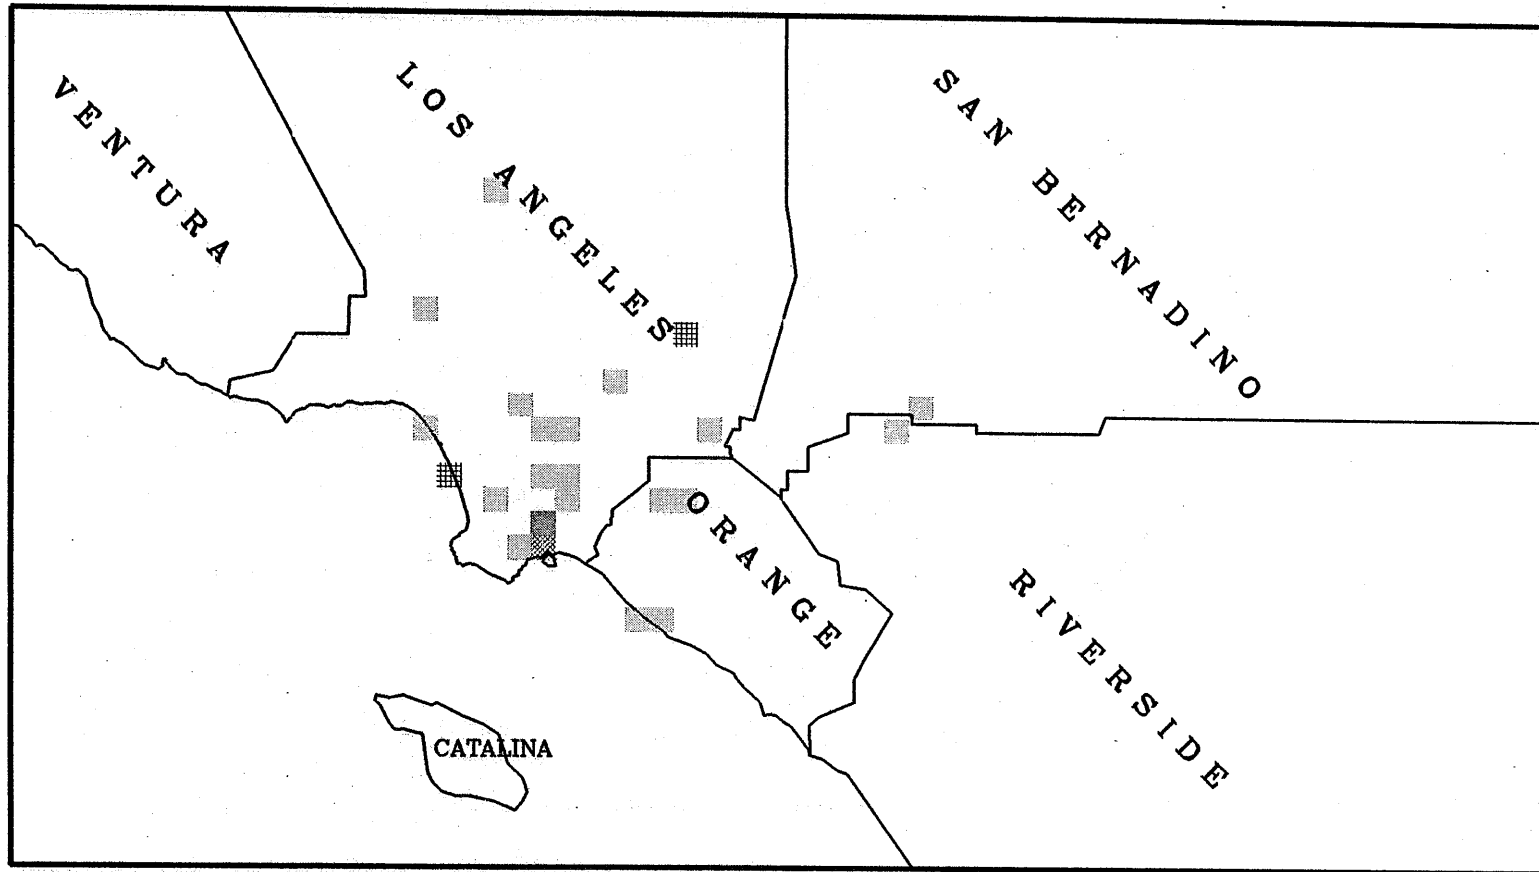 VENTURA
LOS ANGELES
SAN BERNADINO
ORANGE
RIVERSIDE
CATALINA